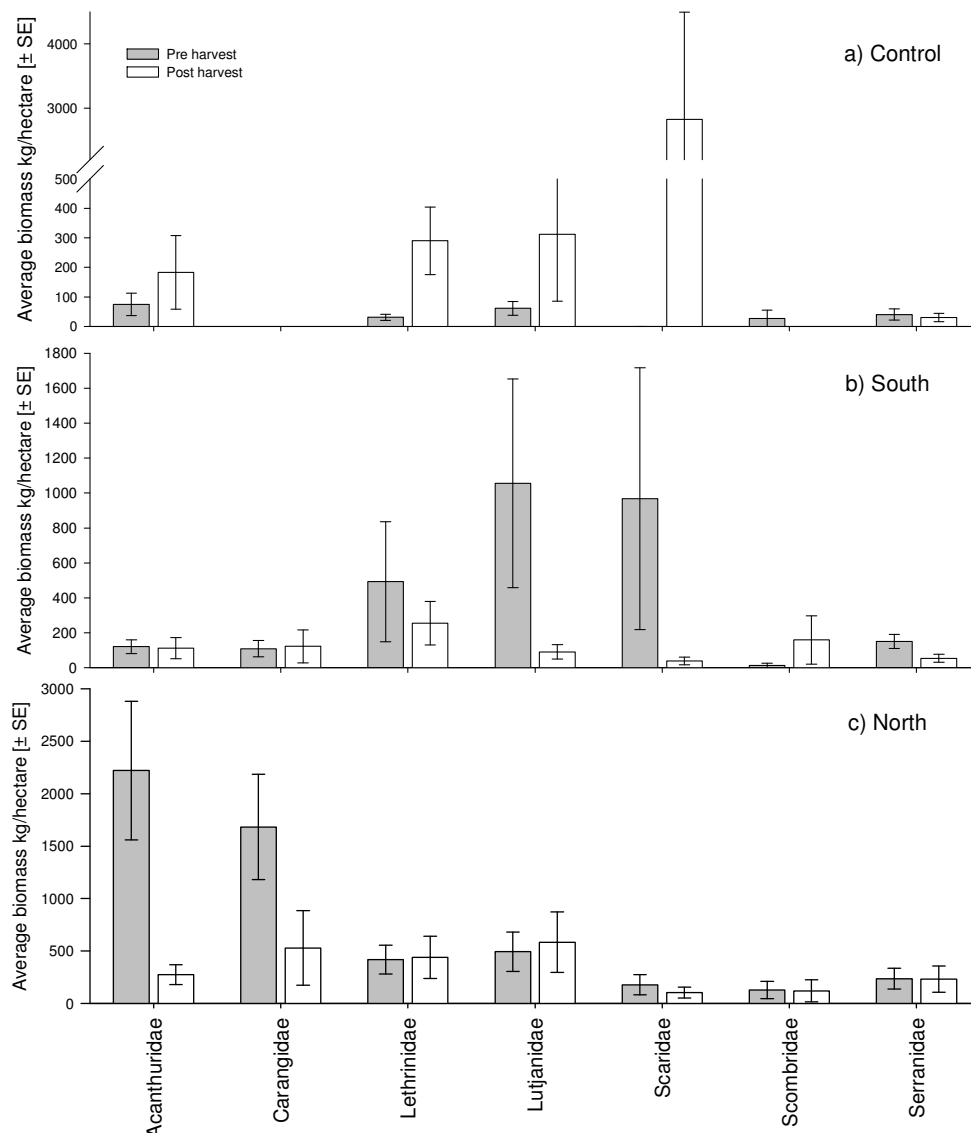 Average biomass kg/hectare [± SE]
4000
3000
500
400
300
200
100
0
Pre harvest
Post harvest
a) Control
Average biomass kg/hectare [± SE]
1800
1600
1400
1200
1000
800
600
400
200
0
b) South
Average biomass kg/hectare [± SE]
3000
2500
2000
1500
1000
500
0
c) North
Acanthuridae
Carangidae
Lethrinidae
Lutjanidae
Scaridae
Scombridae
Serranidae